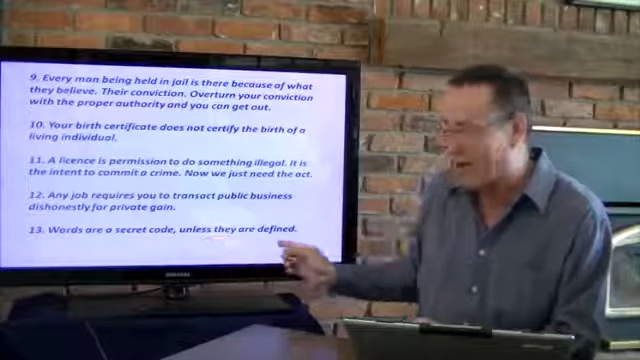 9. Every man being held in jail is there because of what
they believe. Their conviction. Overturn your conviction
with the proper authority and you can get out.
10. Your birth certificate does not certify the birth of a
living individual.
11. A licence is permission to do something illegal. It is
the intent to commit a crime. Now we just need the act.
12. Any job requires you to transact public business
dishonestly for private gain.
13. Words are a secret code, unless they are defined.
SAMSUNG